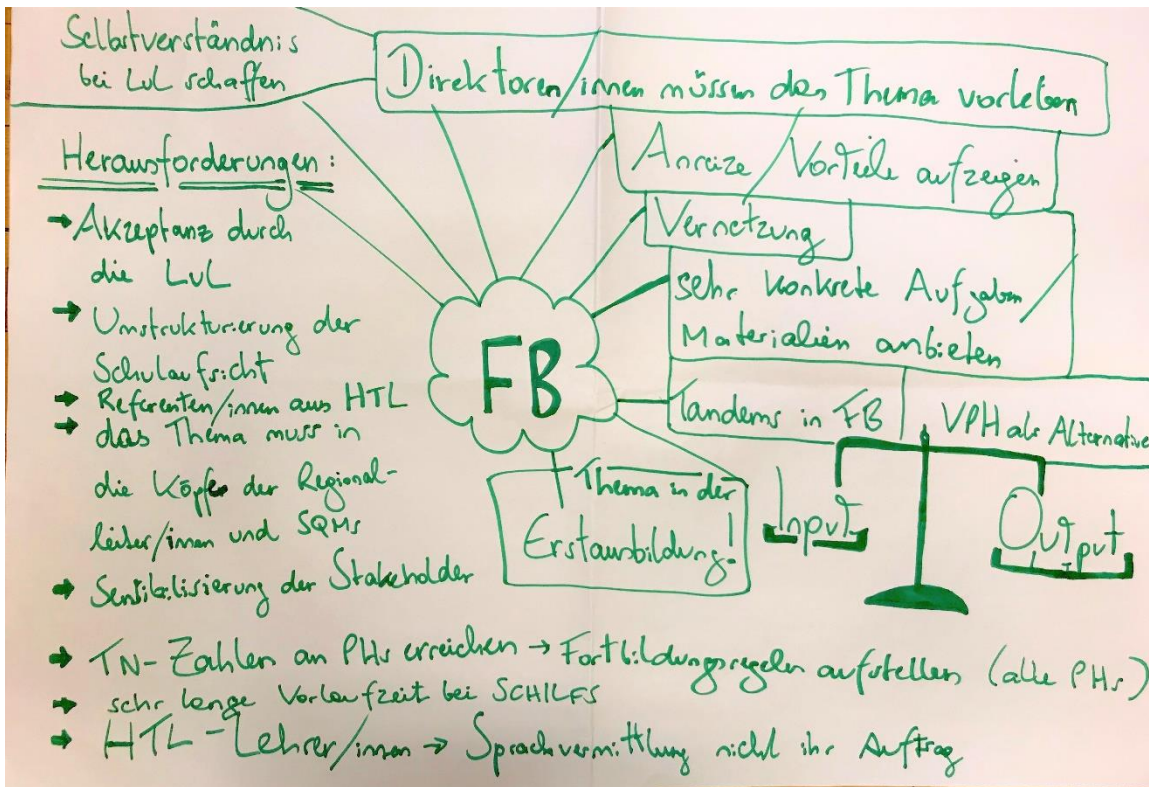 Selbstverständnis
bei LvL schaffen
Direktoren/innen müssen das Thema vorleben
Anreize / Vorteile aufzeigen
Vernetzung
sehr konkrete Aufgaben /
Materialien anbieten
Tandems in FB
VPH als Alternative
Input
Output
FB
Thema in der
Erstausbildung!
Herausforderungen:
→ Akzeptanz durch
die LvL
→ Umstrukturierung der
Schulaufsicht
→ Referenten/innen aus HTL
→ das Thema muss in
die Köpfe der Regional-
leiter/innen und SQMs
→ Sensibilisierung der Stakeholder
→ TN-Zahlen an PHs erreichen → Fortbildungsregeln aufstellen (alle PHs)
→ sehr lange Vorlaufzeit bei SCHILFS
→ HTL-Lehrer/innen → Sprachvermittlung nicht ihr Auftrag